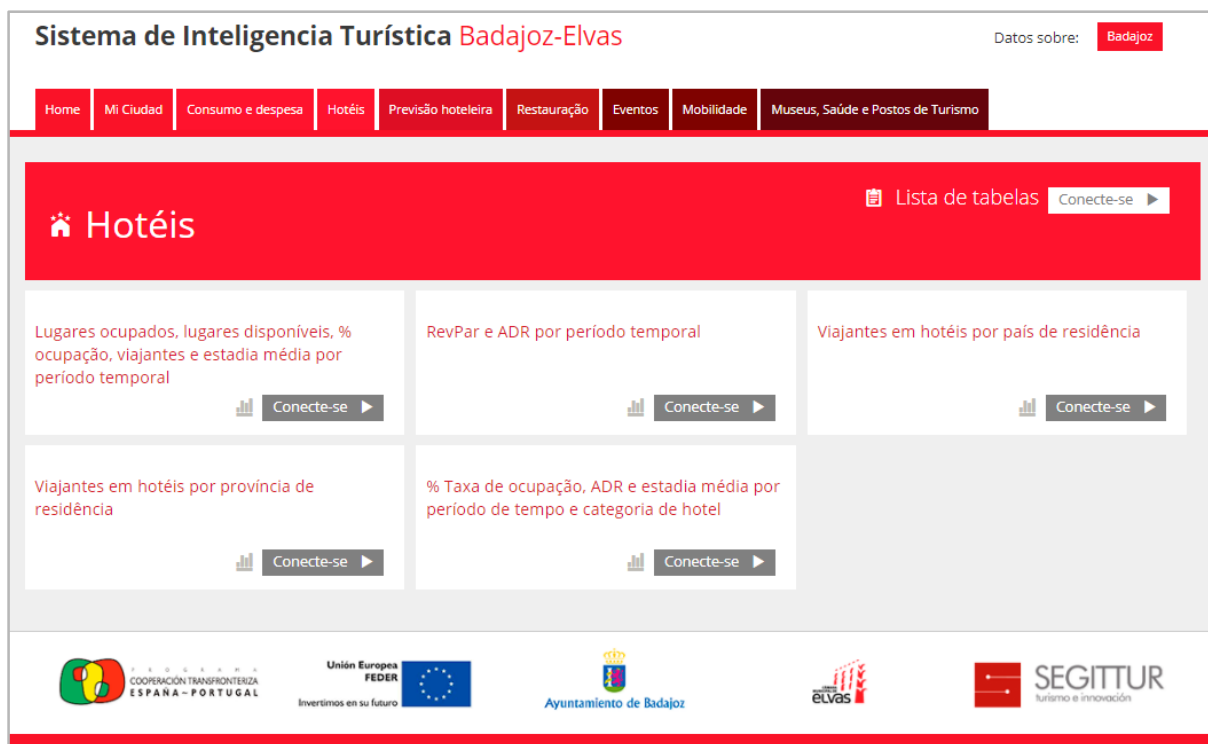 Sistema de Inteligencia Turística Badajoz-Elvas
Datos sobre: Badajoz
Home Mi Ciudad Consumo e despesa Hotéis Previsão hoteleira Restauração Eventos Mobilidade Museus, Saúde e Postos de Turismo
Lista de tabelas Conecte-se
Hotéis
Lugares ocupados, lugares disponíveis, %
ocupação, viajantes e estadia média por
período temporal
Conecte-se
RevPar e ADR por período temporal
Conecte-se
Viajantes em hotéis por país de residência
Conecte-se
Viajantes em hotéis por província de
residência
Conecte-se
% Taxa de ocupação, ADR e estadia média por
período de tempo e categoria de hotel
Conecte-se
PROGRAMA
COOPERACIÓN TRANSFRONTERIZA
ESPAÑA-PORTUGAL
Unión Europea
FEDER
Invertimos en su futuro
Ayuntamiento de Badajoz
elvas
SEGITTUR
turismo e innovación